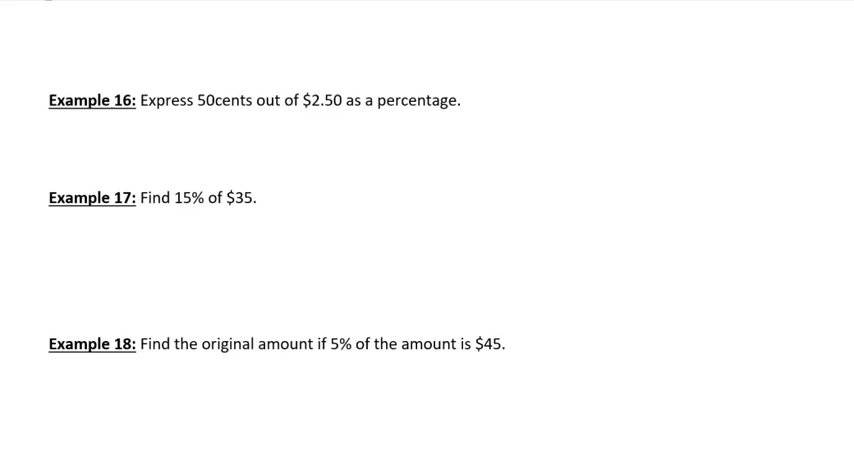 Example 16: Express 50cents out of $2.50 as a percentage.
Example 17: Find 15% of $35.
Example 18: Find the original amount if 5% of the amount is $45.